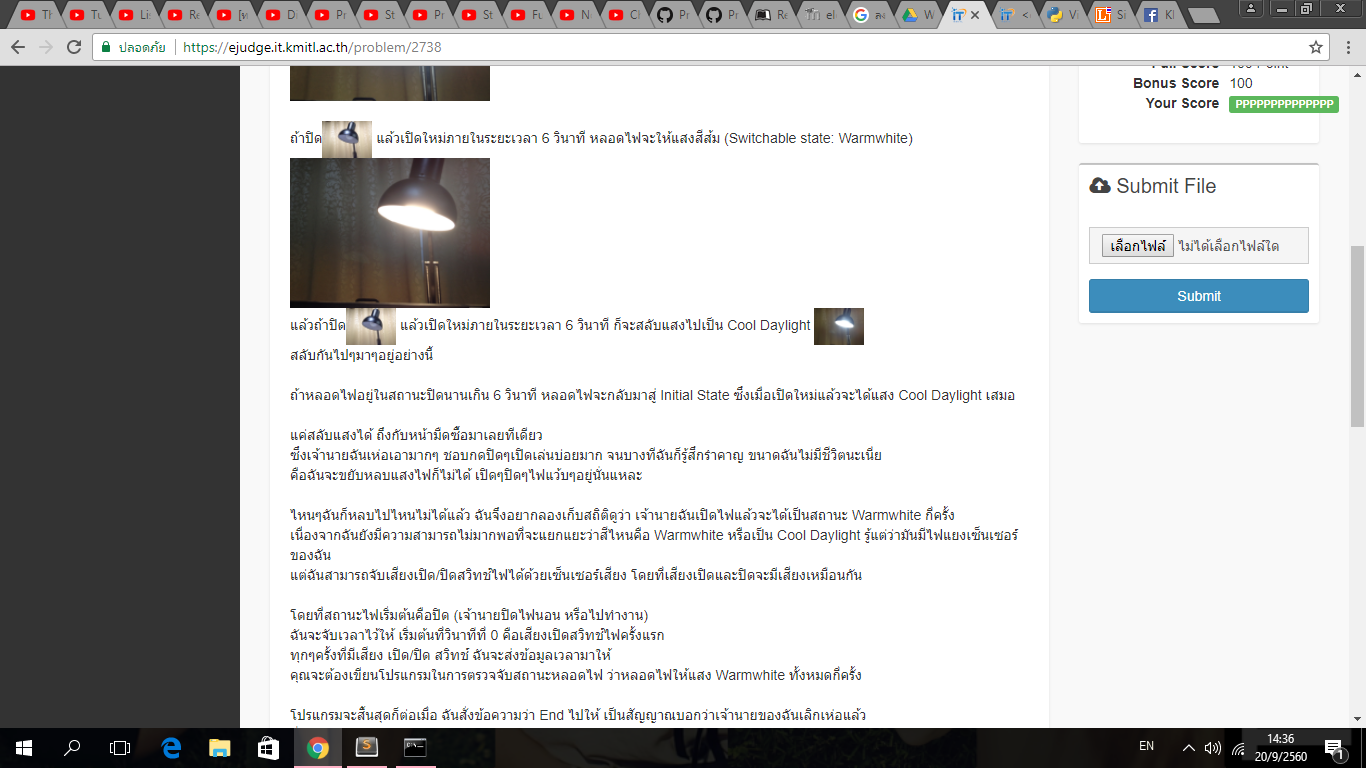 Th
Tu
Li
Re
[ท
Di
Pr
St
Pr
St
Fu
N
Cl
Pr
Pr
Re
el
ลง
W
Vi
Si
Kl
ปลอดภัย https://ejudge.it.kmitl.ac.th/problem/2738
Bonus Score 100
Your Score PPPPPPPPPPPPPP
Submit File
เลือกไฟล์ ไม่ได้เลือกไฟล์ใด
Submit
ถ้าปิด แล้วเปิดใหม่ภายในระยะเวลา 6 วินาที หลอดไฟจะให้แสงสีส้ม (Switchable state: Warmwhite)
แล้วถ้าปิด แล้วเปิดใหม่ภายในระยะเวลา 6 วินาที ก็จะสลับแสงไปเป็น Cool Daylight
สลับกันไปๆมาๆอยู่อย่างนี้
ถ้าหลอดไฟอยู่ในสถานะปิดนานเกิน 6 วินาที หลอดไฟจะกลับมาสู่ Initial State ซึ่งเมื่อเปิดใหม่แล้วจะได้แสง Cool Daylight เสมอ
แค่สลับแสงได้ ถึงกับหน้ามืดซื้อมาเลยทีเดียว
ซึ่งเจ้านายฉันเห่อเอามากๆ ชอบกดปิดๆเปิดเล่นบ่อยมาก จนบางทีฉันก็รู้สึกรำคาญ ขนาดฉันไม่มีชีวิตนะเนี่ย
คือฉันจะขยับหลบแสงไฟก็ไม่ได้ เปิดๆปิดๆไฟแว้บๆอยู่นั่นแหละ
ไหนๆฉันก็หลบไปไหนไม่ได้แล้ว ฉันจึงอยากลองเก็บสถิติดูว่า เจ้านายฉันเปิดไฟแล้วจะได้เป็นสถานะ Warmwhite กี่ครั้ง
เนื่องจากฉันยังมีความสามารถไม่มากพอที่จะแยกแยะว่าสีไหนคือ Warmwhite หรือเป็น Cool Daylight รู้แต่ว่ามันมีไฟแยงเซ็นเซอร์
ของฉัน
แต่ฉันสามารถจับเสียงเปิด/ปิดสวิทช์ไฟได้ด้วยเซ็นเซอร์เสียง โดยที่เสียงเปิดและปิดจะมีเสียงเหมือนกัน
โดยที่สถานะไฟเริ่มต้นคือปิด (เจ้านายปิดไฟนอน หรือไปทำงาน)
ฉันจะจับเวลาไว้ให้ เริ่มต้นที่วินาทีที่ 0 คือเสียงเปิดสวิทช์ไฟครั้งแรก
ทุกๆครั้งที่มีเสียง เปิด/ปิด สวิทช์ ฉันจะส่งข้อมูลเวลามาให้
คุณจะต้องเขียนโปรแกรมในการตรวจจับสถานะหลอดไฟ ว่าหลอดไฟให้แสง Warmwhite ทั้งหมดกี่ครั้ง
โปรแกรมจะสิ้นสุดก็ต่อเมื่อ ฉันสั่งข้อความว่า End ไปให้ เป็นสัญญาณบอกว่าเจ้านายของฉันเลิกเห่อแล้ว
EN
14:36
20/9/2560